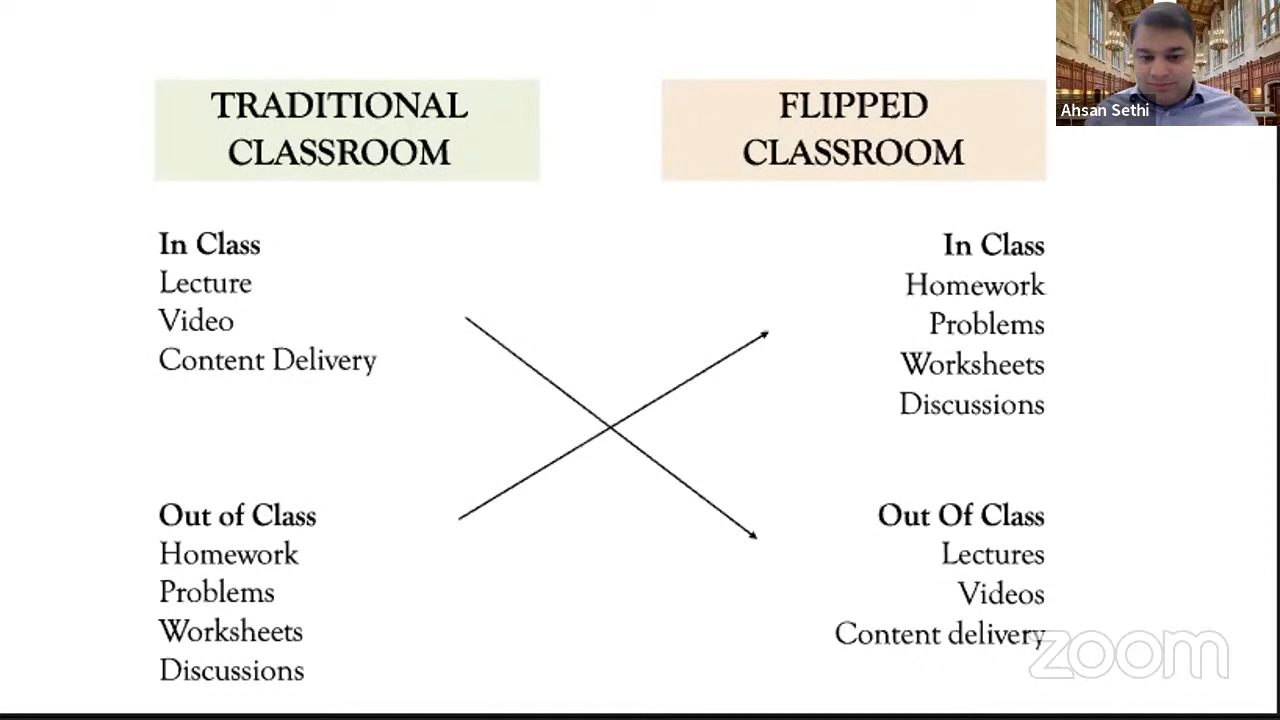 TRADITIONAL
CLASSROOM
In Class
Lecture
Video
Content Delivery
Out of Class
Homework
Problems
Worksheets
Discussions
FLIPPED
CLASSROOM
In Class
Homework
Problems
Worksheets
Discussions
Out Of Class
Lectures
Videos
Content delivery
Ahsan Sethi
zoom